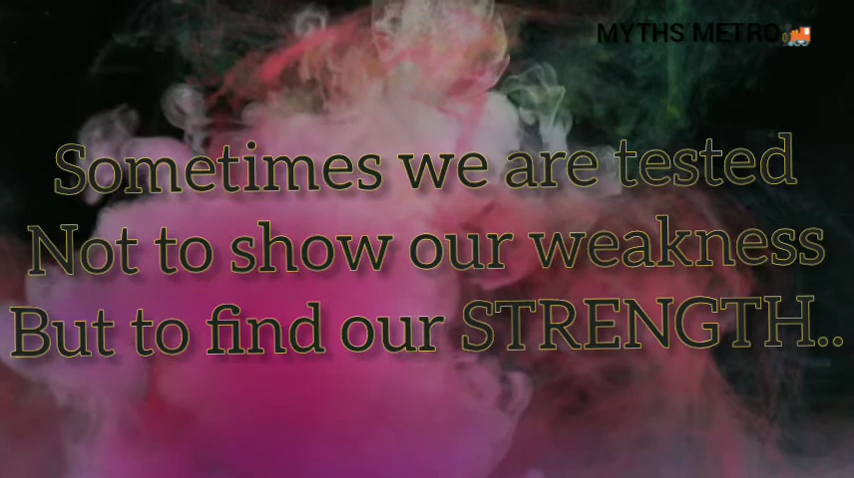 MYTHS METRO🚂
Sometimes we are tested
Not to show our weakness
But to find our STRENGTH..